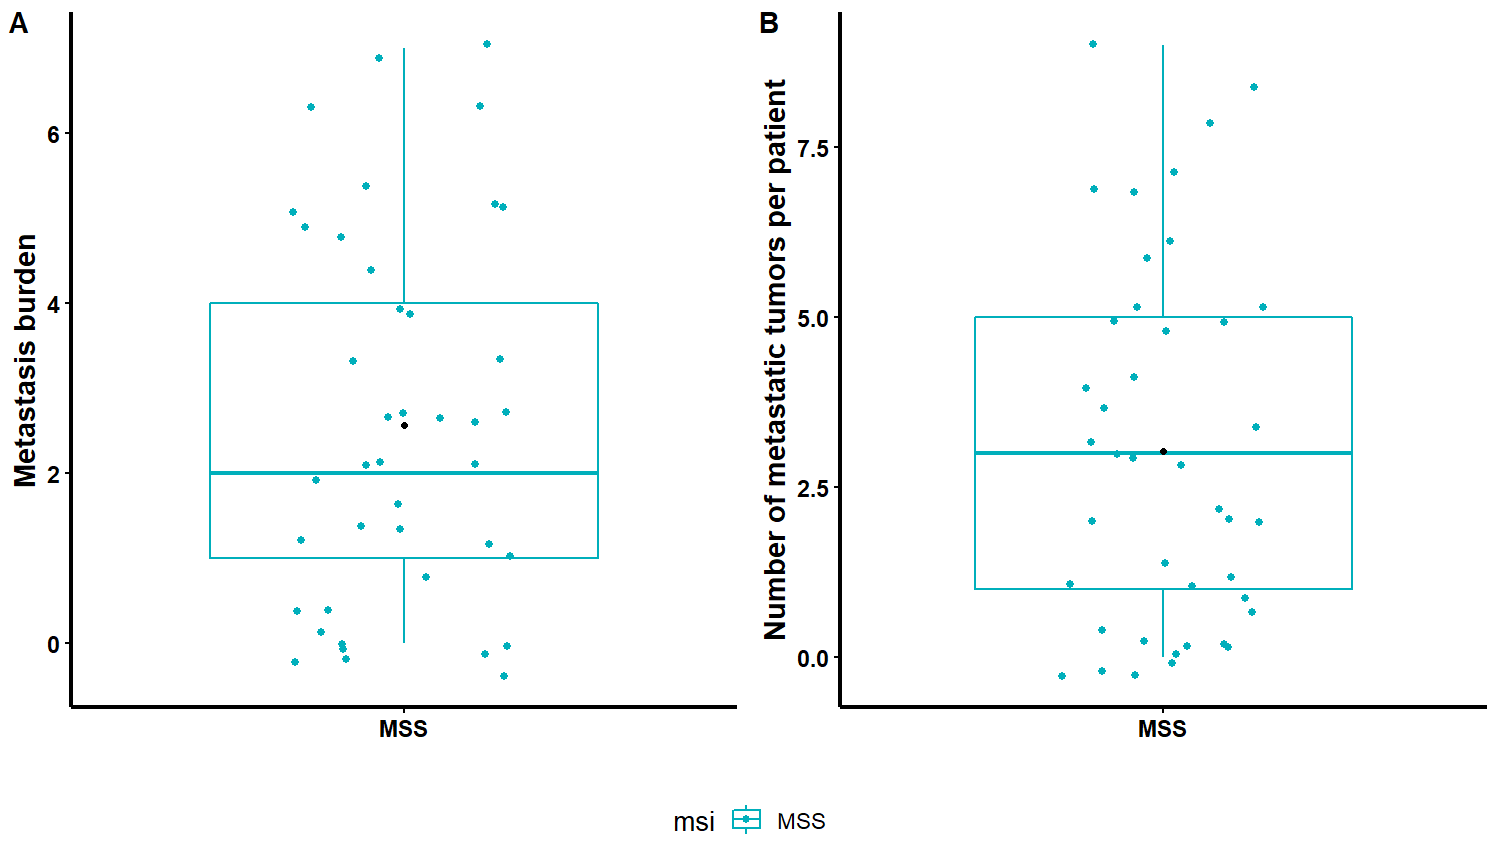 A
Metastasis burden
6
4
2
0
MSS
B
Number of metastatic tumors per patient
7.5
5.0
2.5
0.0
MSS
msi MSS